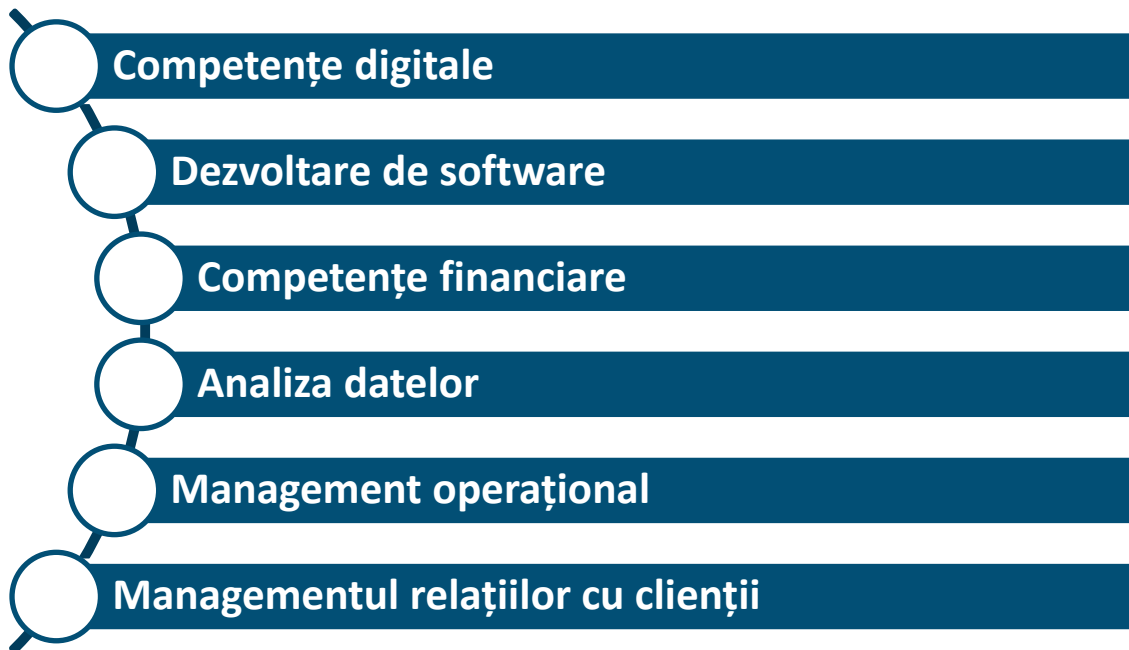 Competențe digitale
Dezvoltare de software
Competențe financiare
Analiza datelor
Management operațional
Managementul relațiilor cu clienții